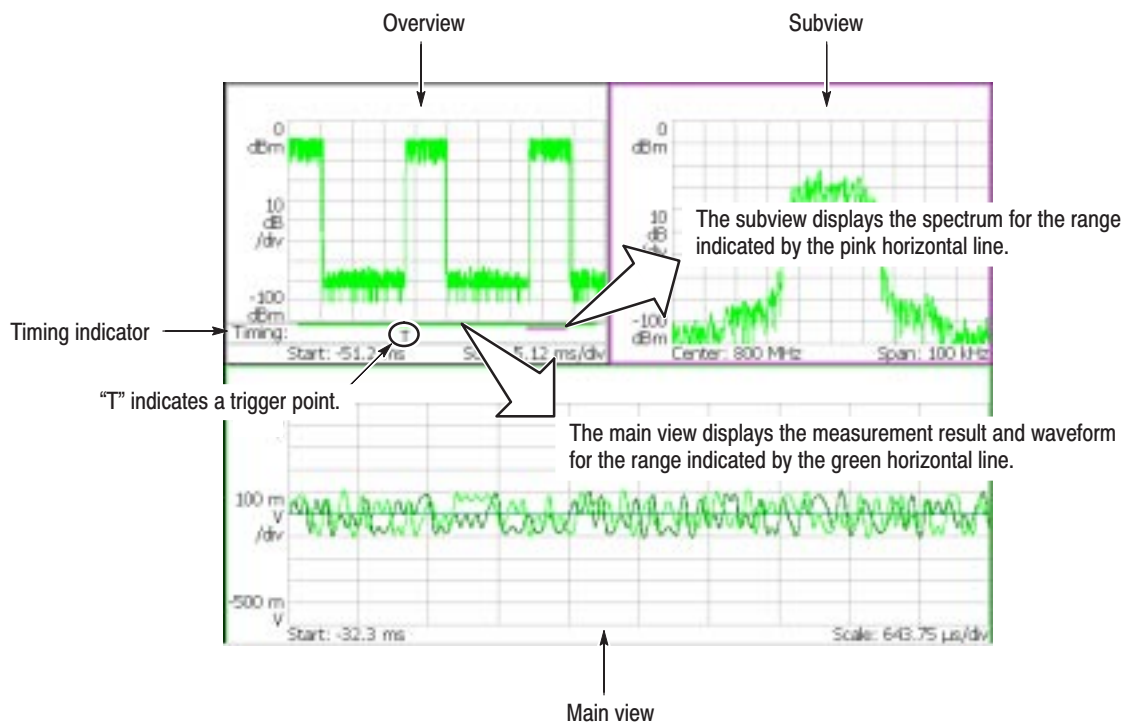 Overview
Subview
0
dBm
10
dB
/div
-100
dBm
Timing:
T
Start: -51.2 ms
5.12 ms/div
0
dBm
10
dB
-100
dBm
Center: 800 MHz
Span: 100 kHz
The subview displays the spectrum for the range
indicated by the pink horizontal line.
Timing indicator
“T” indicates a trigger point.
The main view displays the measurement result and waveform
for the range indicated by the green horizontal line.
100 m
V
/div
-500 m
V
Start: -32.3 ms
Scale: 643.75 µs/div
Main view